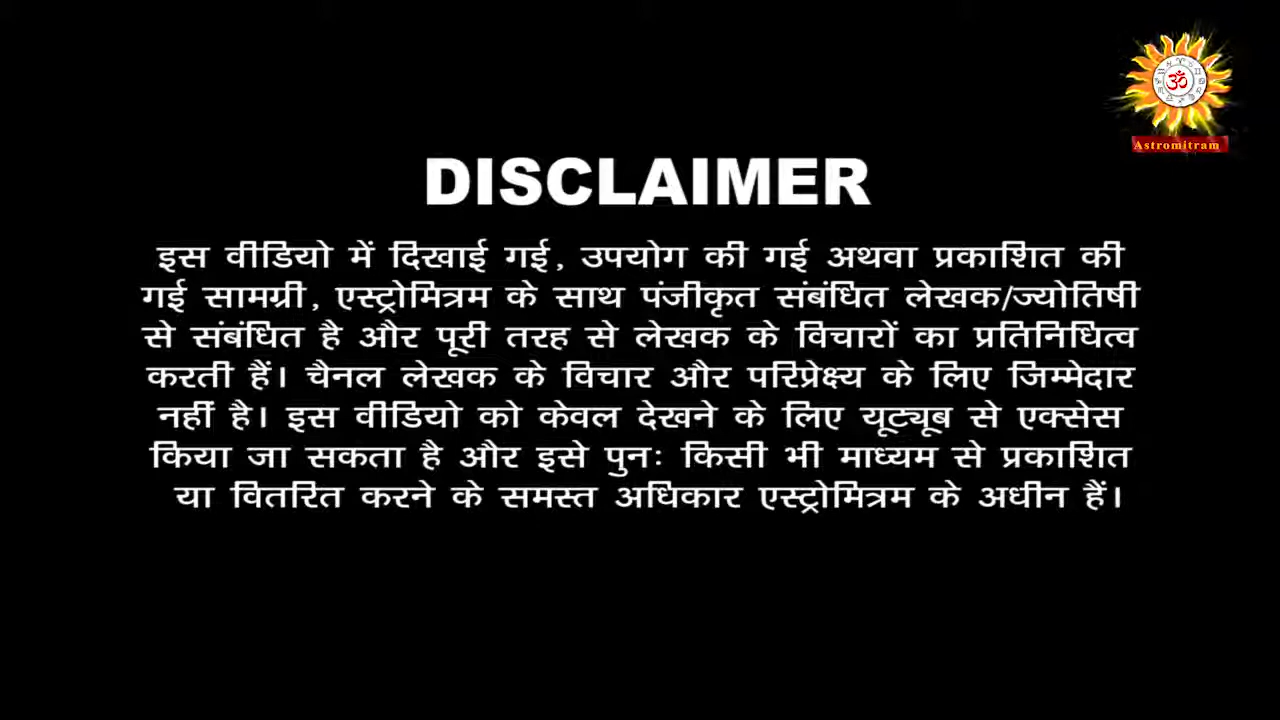 Astromitram
DISCLAIMER
इस वीडियो में दिखाई गई, उपयोग की गई अथवा प्रकाशित की
गई सामग्री, एस्ट्रोमित्रम के साथ पंजीकृत संबंधित लेखक/ज्योतिषी
से संबंधित है और पूरी तरह से लेखक के विचारों का प्रतिनिधित्व
करती हैं। चैनल लेखक के विचार और परिप्रेक्ष्य के लिए जिम्मेदार
नहीं है। इस वीडियो को केवल देखने के लिए यूट्यूब से एक्सेस
किया जा सकता है और इसे पुनः किसी भी माध्यम से प्रकाशित
या वितरित करने के समस्त अधिकार एस्ट्रोमित्रम के अधीन हैं।
ॐ